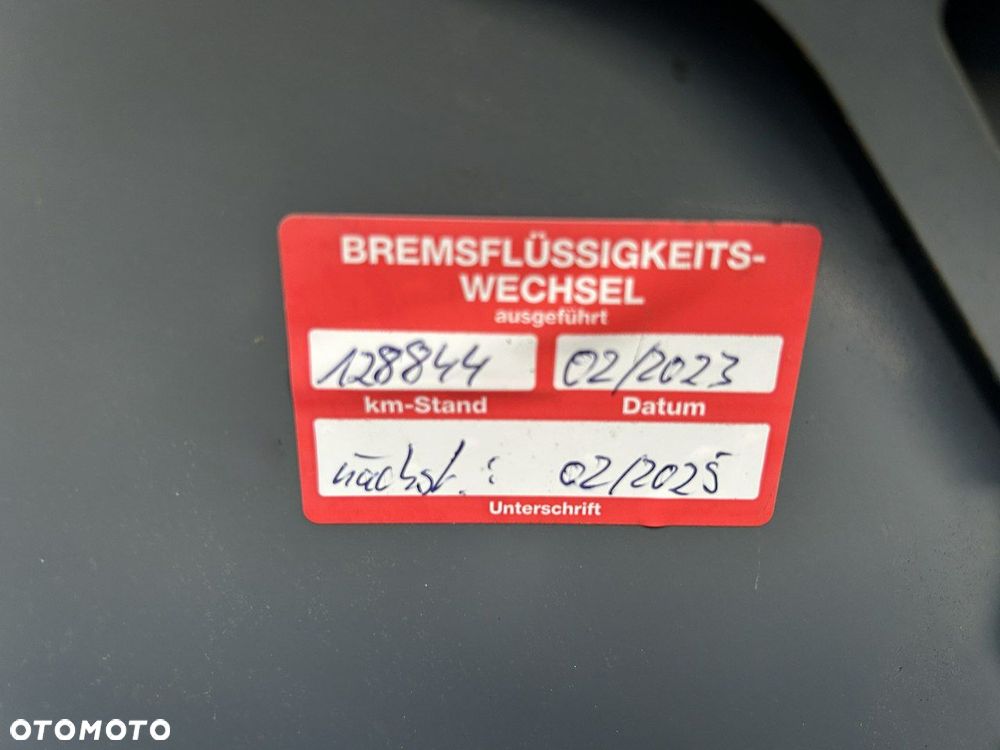 BREMSFLÜSSIGKEITS-
WECHSEL
ausgeführt
128844 02/2023
km-Stand Datum
nächst.: 02/2025
Unterschrift
OTOMOTO